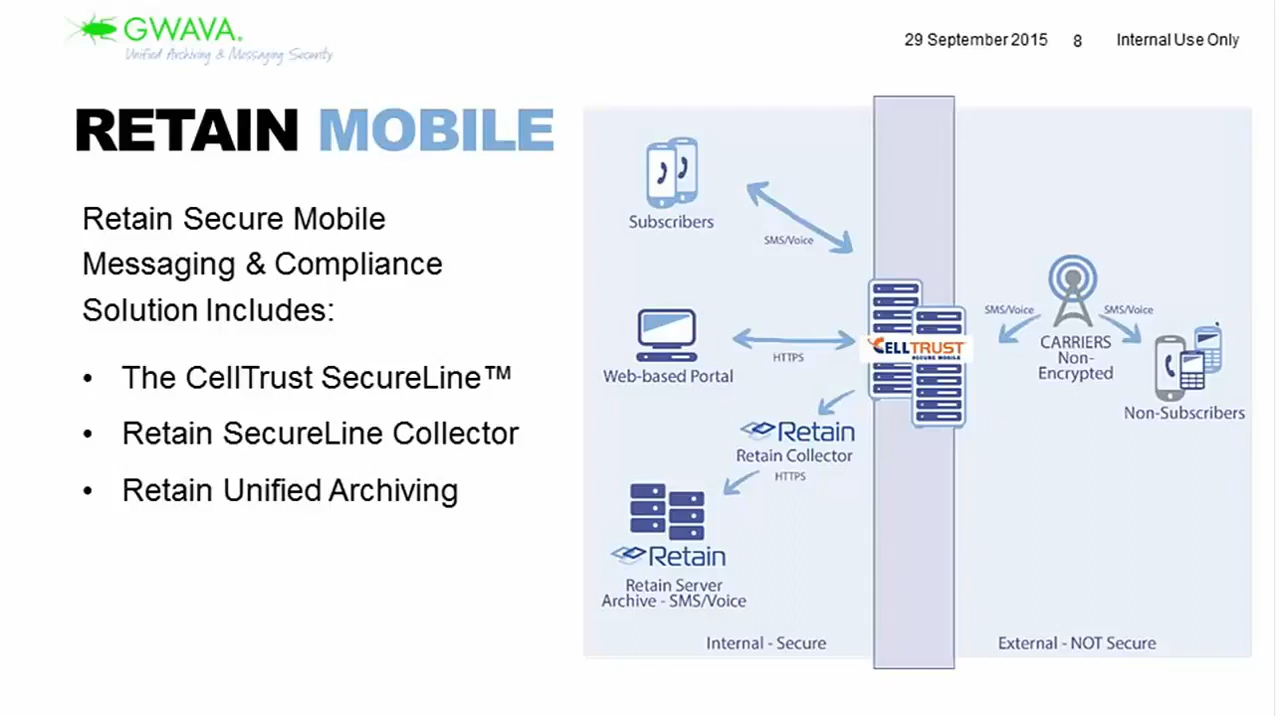 GWAVA®
Unified Archiving & Messaging Security
29 September 2015
8
Internal Use Only
RETAIN MOBILE
Retain Secure Mobile
Messaging & Compliance
Solution Includes:
• The CellTrust SecureLine™
• Retain SecureLine Collector
• Retain Unified Archiving
Subscribers
SMS/Voice
Web-based Portal
HTTPS
CELLTRUST
SECURE MOBILE
Retain
Retain Collector
HTTPS
Retain
Retain Server
Archive - SMS/Voice
Internal - Secure
SMS/Voice
SMS/Voice
CARRIERS
Non-
Encrypted
Non-Subscribers
External - NOT Secure